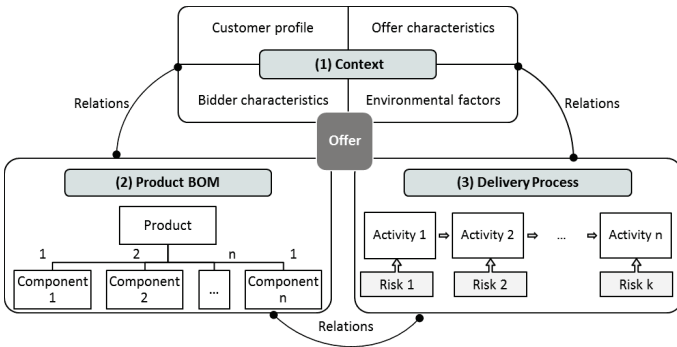 Customer profile
Offer characteristics
(1) Context
Relations
Bidder characteristics
Environmental factors
Relations
Offer
(2) Product BOM
(3) Delivery Process
Product
1 2 n 1
Component
1
Component
2
...
Component
n
Activity 1
Activity 2
...
Activity n
Risk 1
Risk 2
Risk k
Relations